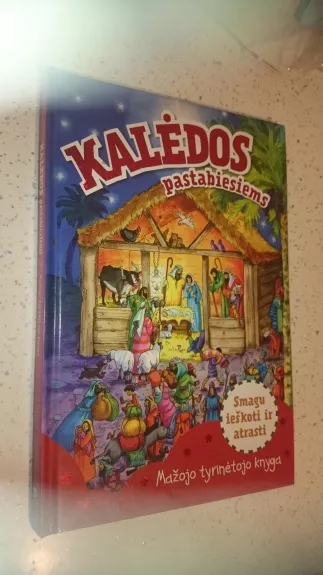 KALĖDOS
pastabiesiems
Smagu
ieškoti ir
atrasti
Mažojo tyrinėtojo knyga